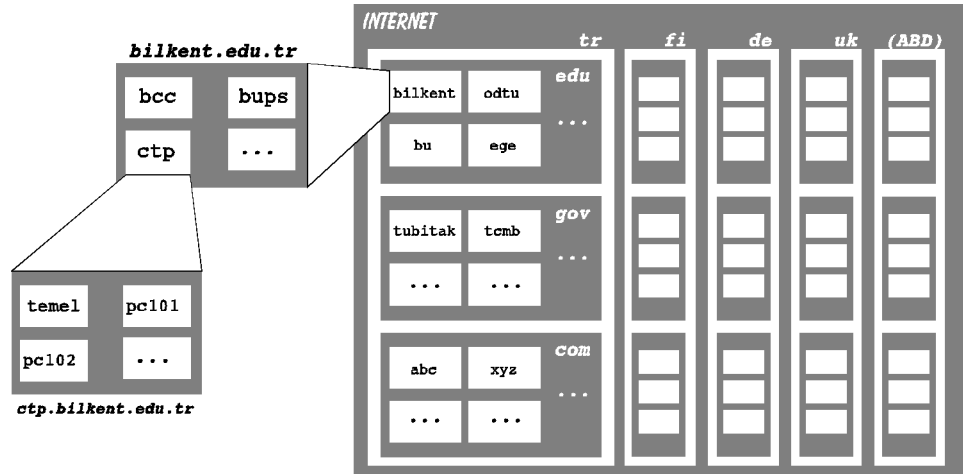 INTERNET
tr fi de uk (ABD)
bilkent.edu.tr
bcc bups
ctp ...
edu
bilkent odtu
...
bu ege
gov
tubitak tcmb
...
... ...
com
abc xyz
...
... ...
temel pc101
pc102 ...
ctp.bilkent.edu.tr